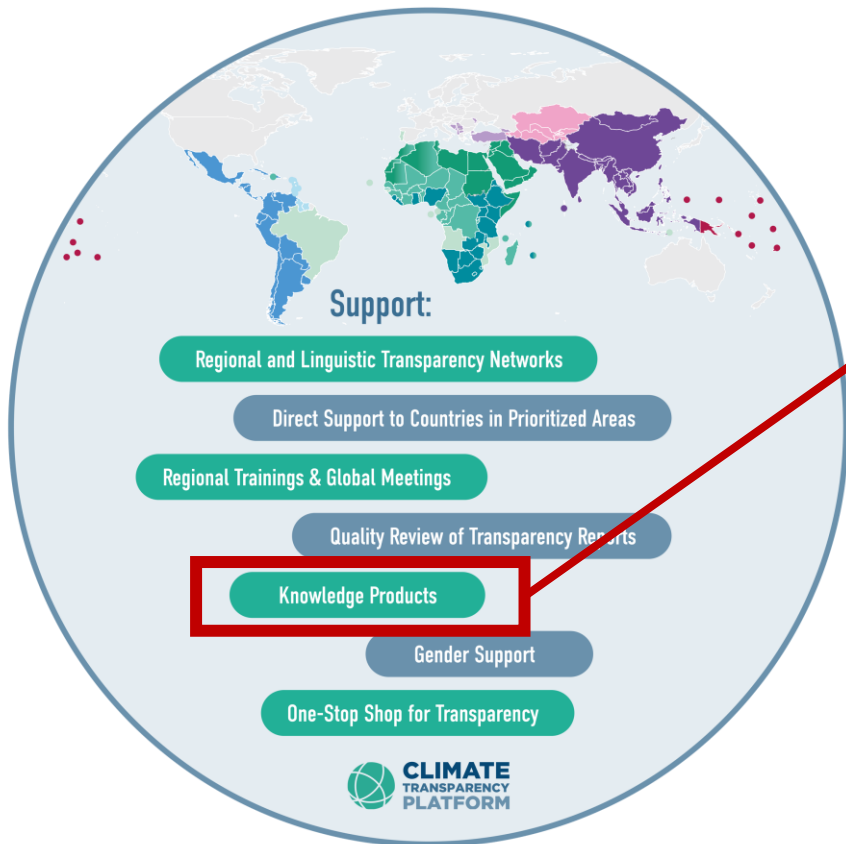 Support:
Regional and Linguistic Transparency Networks
Direct Support to Countries in Prioritized Areas
Regional Trainings & Global Meetings
Quality Review of Transparency Reports
Knowledge Products
Gender Support
One-Stop Shop for Transparency
CLIMATE
TRANSPARENCY
PLATFORM